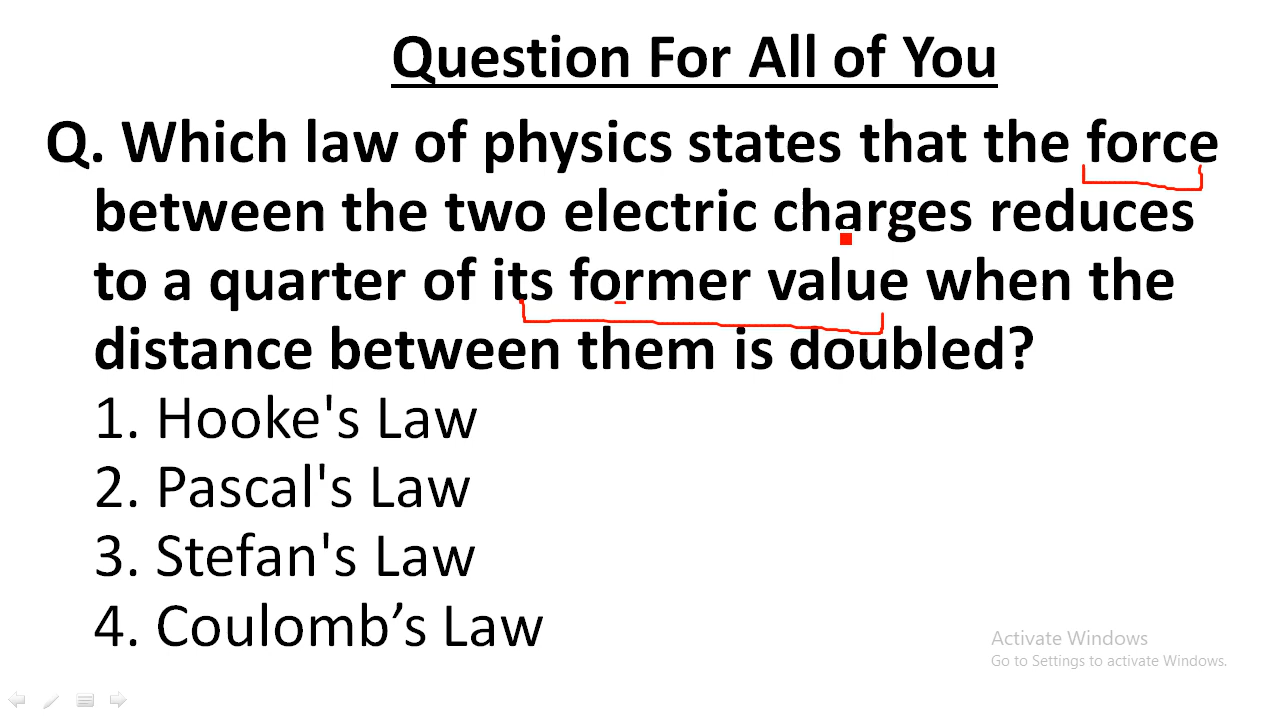 Question For All of You
Q. Which law of physics states that the force
between the two electric charges reduces
to a quarter of its former value when the
distance between them is doubled?
1. Hooke's Law
2. Pascal's Law
3. Stefan's Law
4. Coulomb’s Law
Activate Windows
Go to Settings to activate Windows.